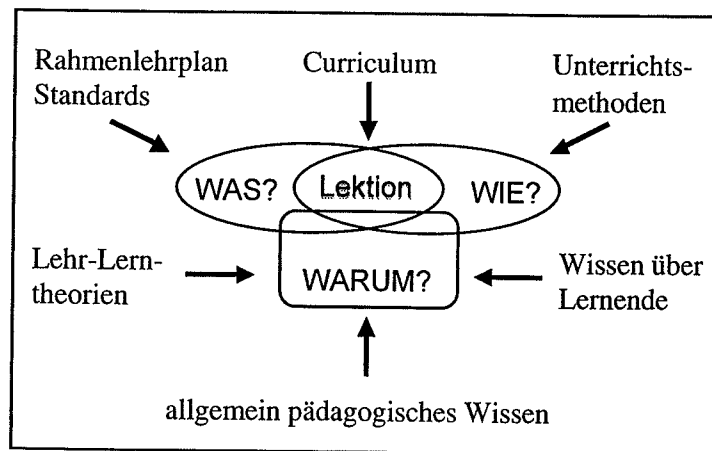 Rahmenlehrplan
Standards
Curriculum
Unterrichts-
methoden
WAS?
Lektion
WIE?
Lehr-Lern-
theorien
WARUM?
Wissen über
Lernende
allgemein pädagogisches Wissen